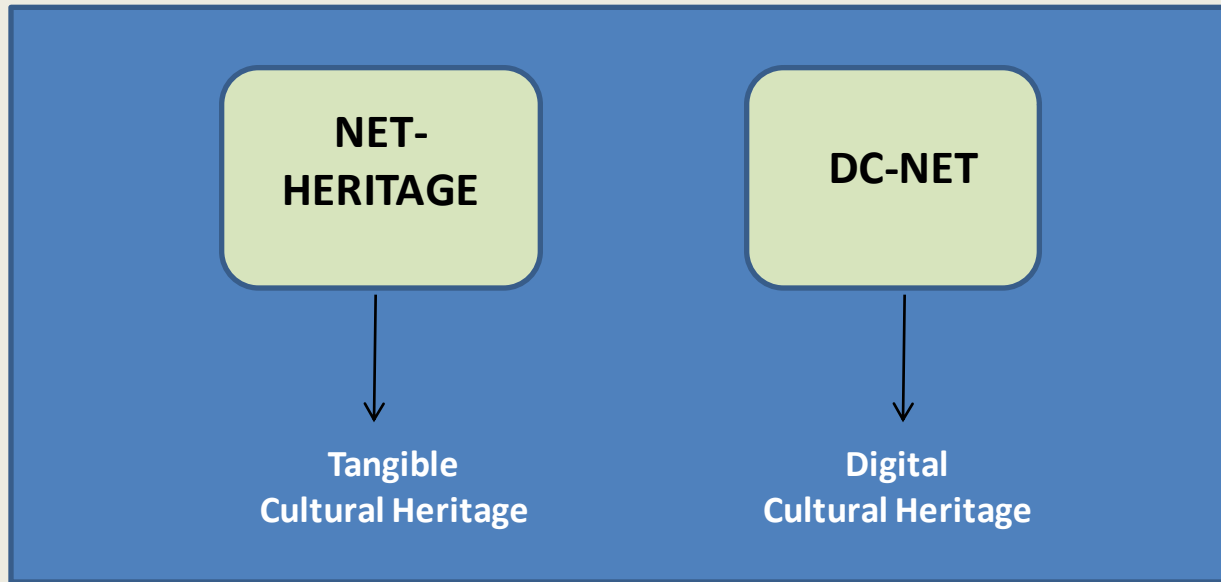 NET-
HERITAGE
DC-NET
Tangible
Cultural Heritage
Digital
Cultural Heritage